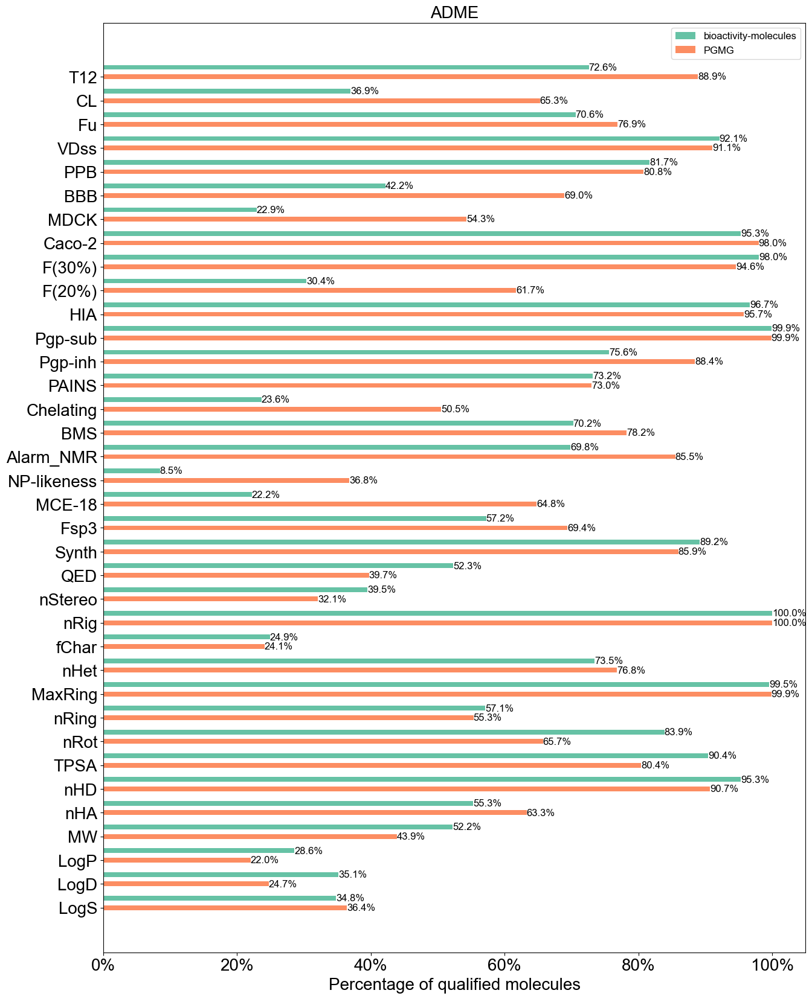 ADME
bioactivity-molecules
PGMG
72.6%
T12 88.9%
36.9%
CL 65.3%
70.6%
Fu 76.9%
92.1%
VDss 91.1%
81.7%
PPB 80.8%
42.2%
BBB 69.0%
22.9%
MDCK 54.3%
95.3%
Caco-2 98.0%
98.0%
F(30%) 94.6%
30.4%
F(20%) 61.7%
96.7%
HIA 95.7%
99.9%
Pgp-sub 99.9%
75.6%
Pgp-inh 88.4%
73.2%
PAINS 73.0%
23.6%
Chelating 50.5%
70.2%
BMS 78.2%
69.8%
Alarm_NMR 85.5%
8.5%
NP-likeness 36.8%
22.2%
MCE-18 64.8%
57.2%
Fsp3 69.4%
89.2%
Synth 85.9%
52.3%
QED 39.7%
39.5%
nStereo 32.1%
100.0%
nRig 100.0%
24.9%
fChar 24.1%
73.5%
nHet 76.8%
99.5%
MaxRing 99.9%
57.1%
nRing 55.3%
83.9%
nRot 65.7%
90.4%
TPSA 80.4%
95.3%
nHD 90.7%
55.3%
nHA 63.3%
52.2%
MW 43.9%
28.6%
LogP 22.0%
35.1%
LogD 24.7%
34.8%
LogS 36.4%
0% 20% 40% 60% 80% 100%
Percentage of qualified molecules